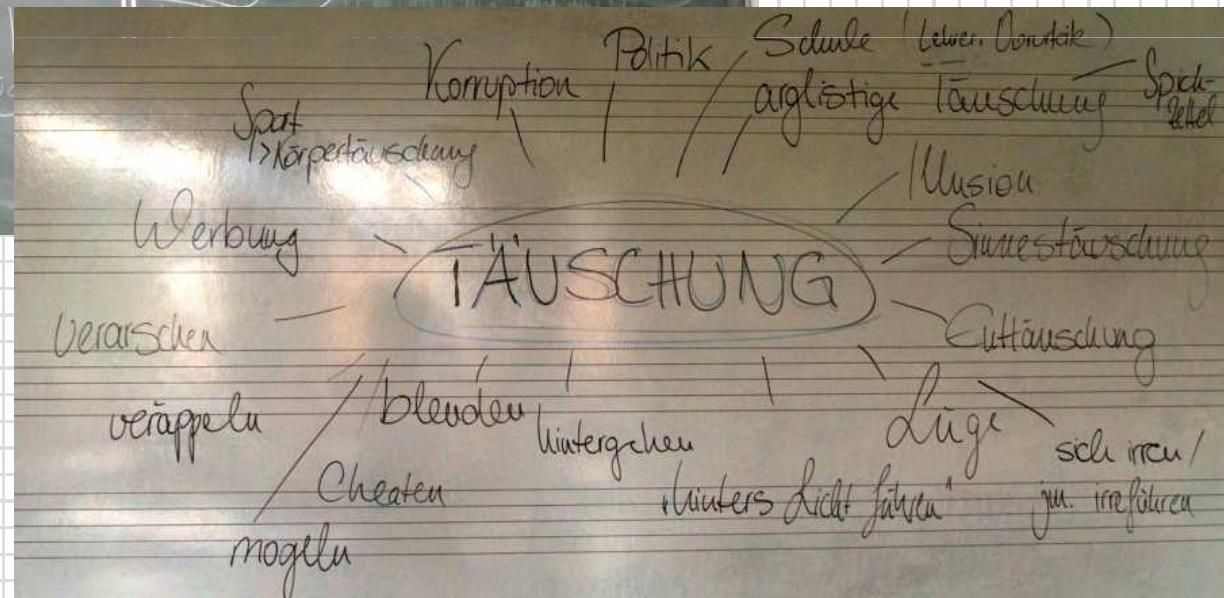 Korruption
Politik
Schule (Lehrer,
arglistige Täuschung
Spick-
zettel
Sport
↳ Körpertäuschung
Illusion
Werbung
Sinnestäuschung
TÄUSCHUNG
verarschen
Enttäuschung
veräppeln
blenden
hintergehen
Lüge
sich irren/
jm. irreführen
Cheaten
"hinters Licht führen"
mogeln